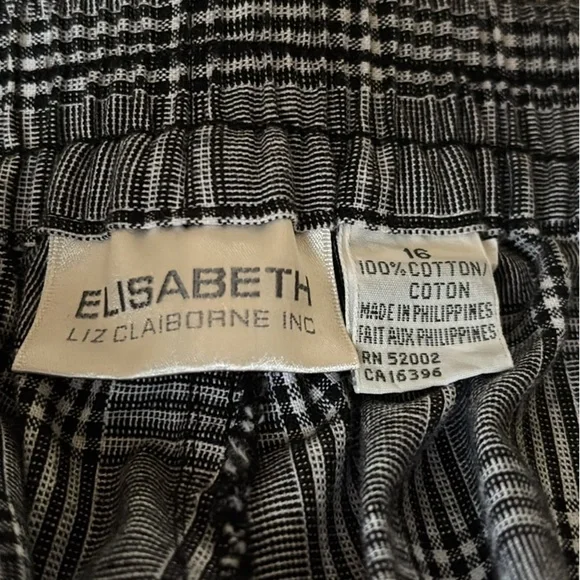 ELISABETH
LIZ CLAIBORNE INC
16
100% COTTON/
COTON
MADE IN PHILIPPINES
FAIT AUX PHILIPPINES
RN 52002
CA16396